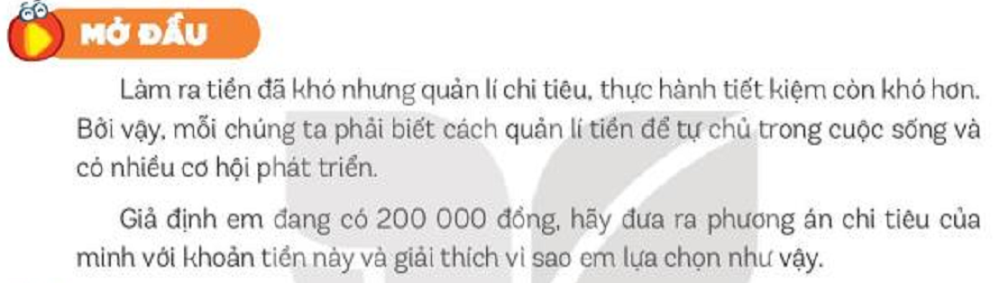 MỞ ĐẦU
Làm ra tiền đã khó nhưng quản lí chi tiêu, thực hành tiết kiệm còn khó hơn.
Bởi vậy, mỗi chúng ta phải biết cách quản lí tiền để tự chủ trong cuộc sống và
có nhiều cơ hội phát triển.
Giả định em đang có 200 000 đồng, hãy đưa ra phương án chi tiêu của
mình với khoản tiền này và giải thích vì sao em lựa chọn như vậy.